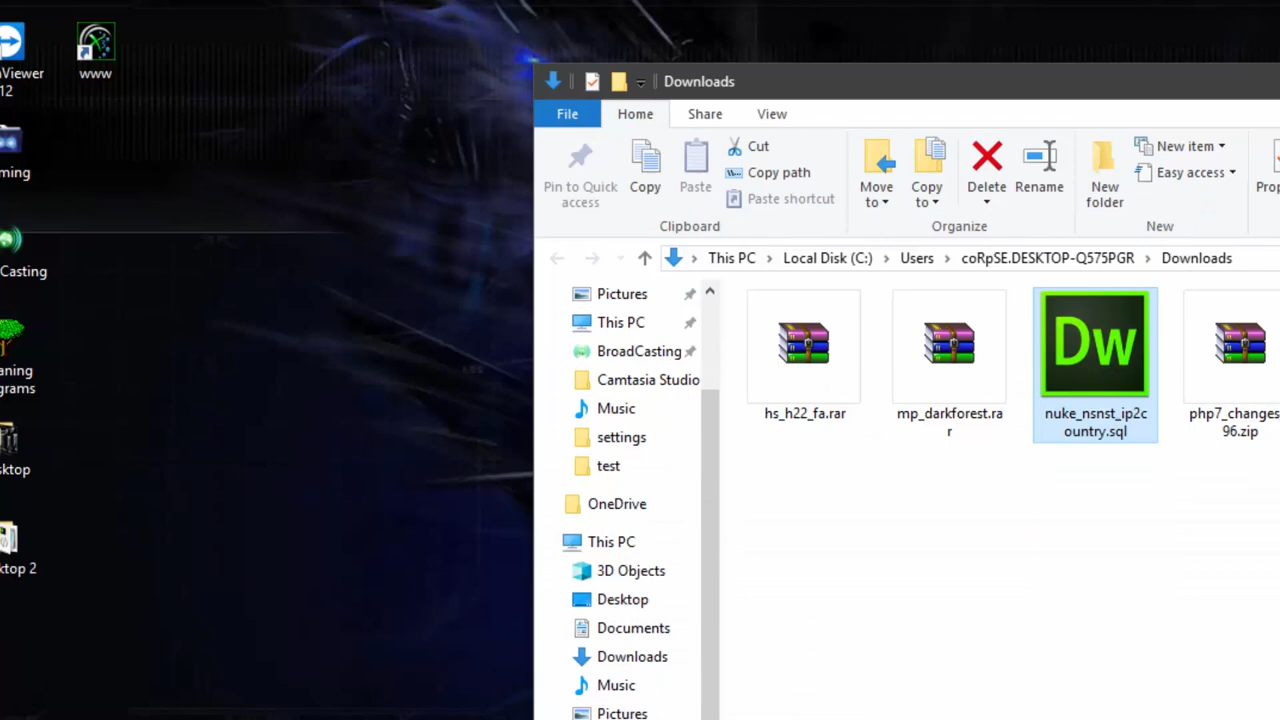 Viewer
12
www
ming
Casting
eaning
ograms
sktop
ktop 2
Downloads
File
Home
Share
View
Pin to Quick
access
Copy
Paste
Cut
Copy path
Paste shortcut
Clipboard
Move
to
Copy
to
Delete
Rename
Organize
New
folder
New item
Easy access
New
Prop
This PC > Local Disk (C:) > Users > coRpSE.DESKTOP-Q575PGR > Downloads
Pictures
This PC
BroadCasting
Camtasia Studio
Music
settings
test
OneDrive
This PC
3D Objects
Desktop
Documents
Downloads
Music
Pictures
hs_h22_fa.rar
mp_darkforest.ra
r
Dw
nuke_nsnst_ip2c
ountry.sql
php7_changes
96.zip